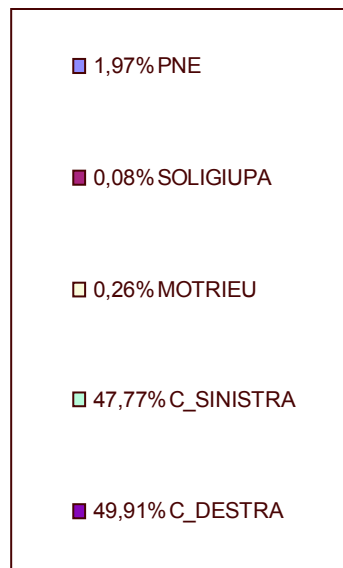 1,97% PNE
0,08% SOLIGIUPA
0,26% MOTRIEU
47,77% C_SINISTRA
49,91% C_DESTRA